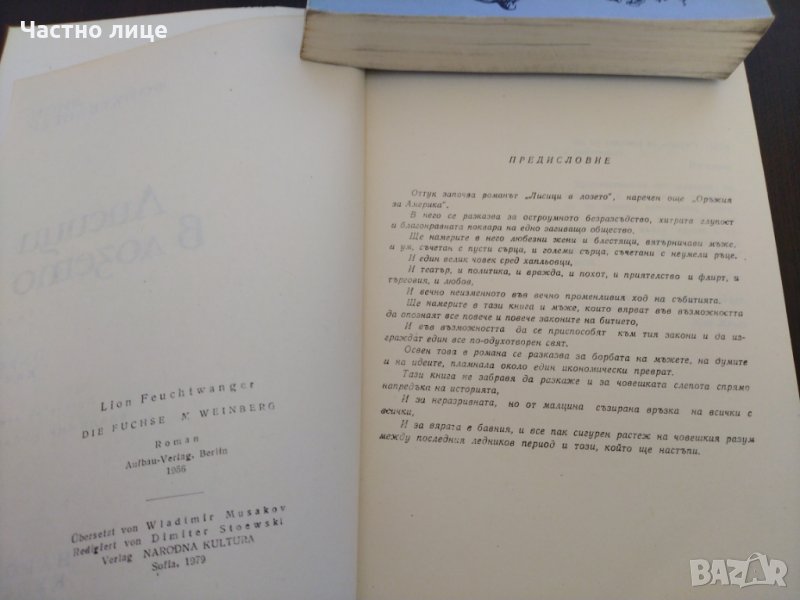 Частно лице
Lion Feuchtwanger
DIE FUCHSE M WEINBERG
Roman
Aufbau-Verlag, Berlin
1956
Übersetzt von Wladimir Musakov
Redigiert von Dimiter Stoewski
Verlag NARODNA KULTURA
Sofia, 1979
ПРЕДИСЛОВИЕ
Оттук започва романът „Лисици в лозето", наречен още „Оръжия
за Америка".
В него се разказва за остроумното безразсъдство, хитрата глупост
и благонравната поквара на едно загиващо общество.
Ще намерите в него любезни жени и блестящи, вятърничави мъже,
и ум, съчетан с пусти сърца, и големи сърца, съчетани с неумели ръце.
И един велик човек сред хапльовци,
И театър, и политика, и вражда, и похот, и приятелство и флирт, и
търговия, и любов,
И вечно неизменното във вечно променливия ход на събитията.
Ще намерите в тази книга и мъже, които вярват във възможността
да опознаят все повече и повече законите на битието,
И във възможността да се приспособят към тия закони и да из-
граждат един все по-одухотворен свят.
Освен това в романа се разказва за борбата на мъжете, на думите
и на идеите, пламнала около един икономически преврат.
Тази книга не забравя да разкаже и за човешката слепота спрямо
напредъка на историята,
И за неразривната, но от малцина съзирана връзка на всички с
всички,
И за вярата в бавния, и все пак сигурен растеж на човешкия разум
между последния ледников период и този, който ще настъпи.
BAZAR